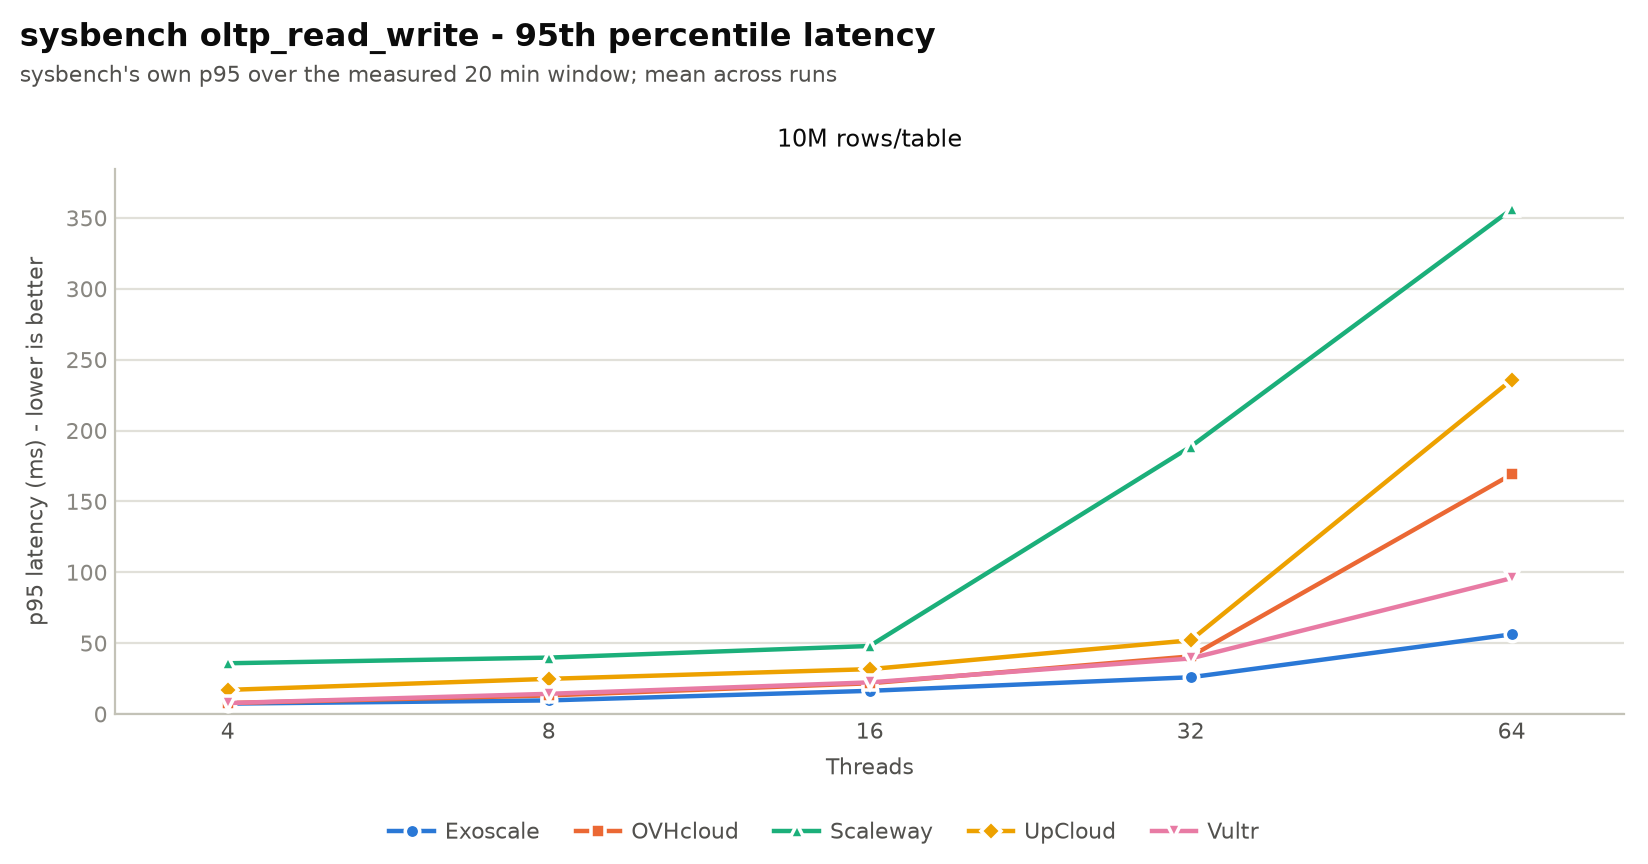 sysbench oltp_read_write - 95th percentile latency
sysbench's own p95 over the measured 20 min window; mean across runs
10M rows/table
p95 latency (ms) - lower is better
350
300
250
200
150
100
50
0
4 8 16 32 64
Threads
Exoscale OVHcloud Scaleway UpCloud Vultr